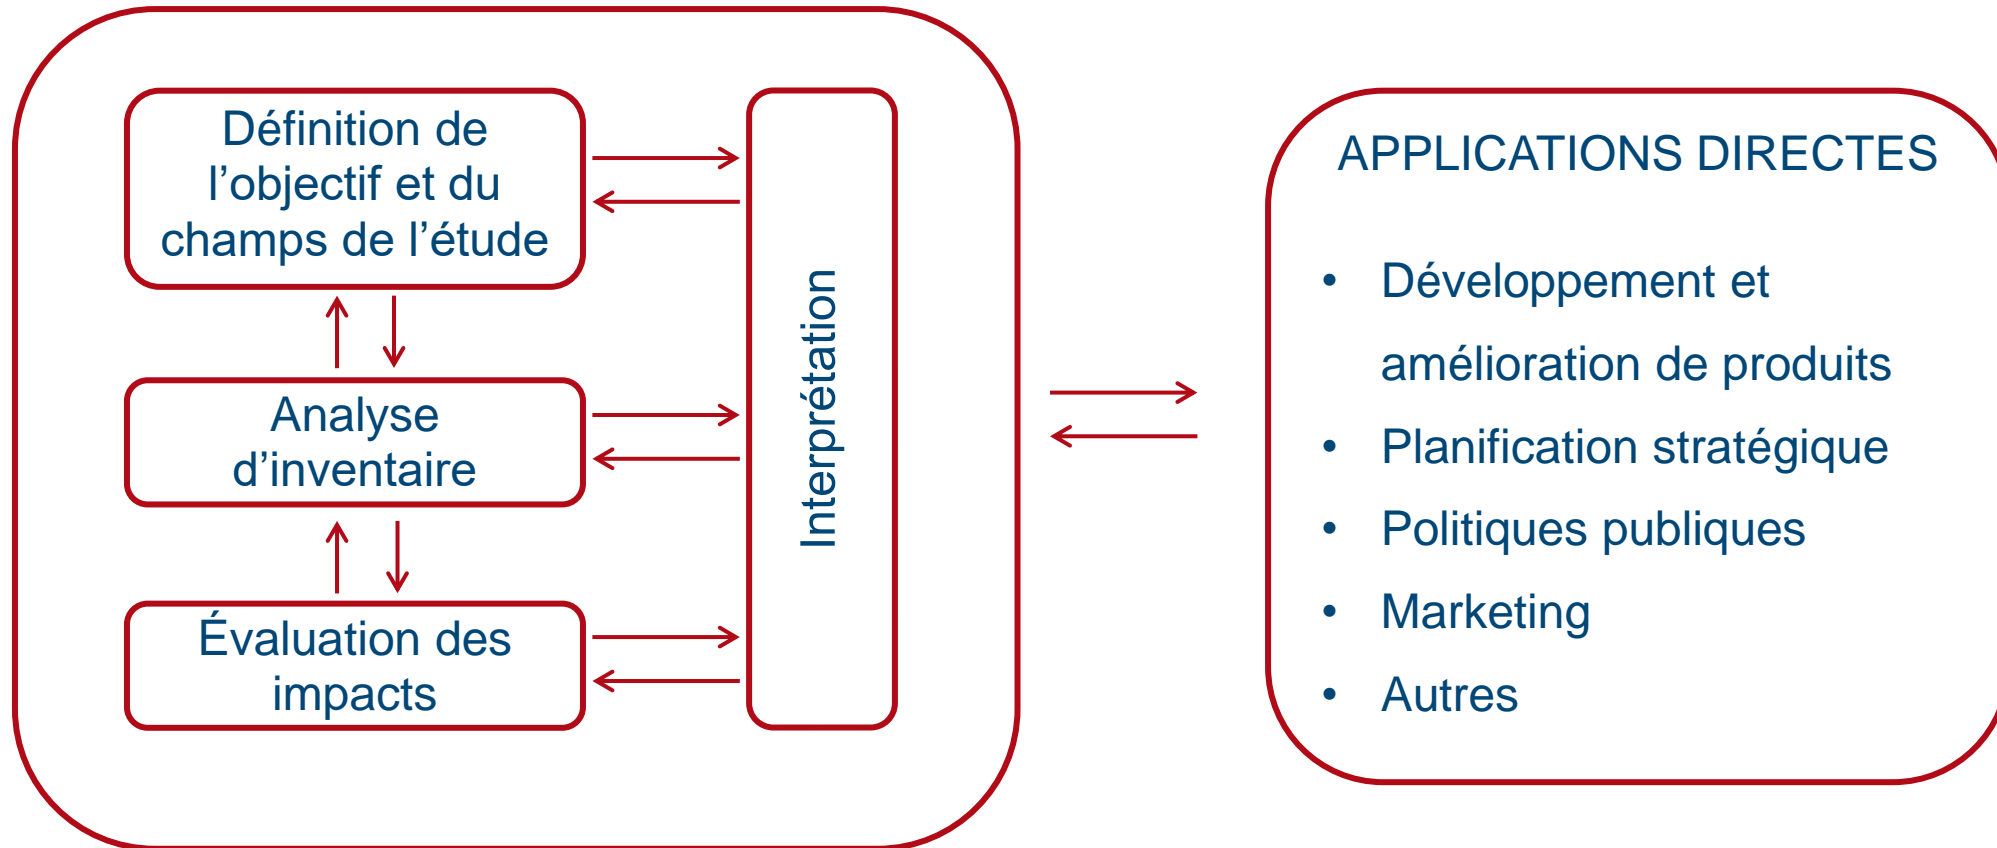 Définition de
l’objectif et du
champs de l’étude
Analyse
d’inventaire
Évaluation des
impacts
Interprétation
APPLICATIONS DIRECTES
• Développement et
amélioration de produits
• Planification stratégique
• Politiques publiques
• Marketing
• Autres